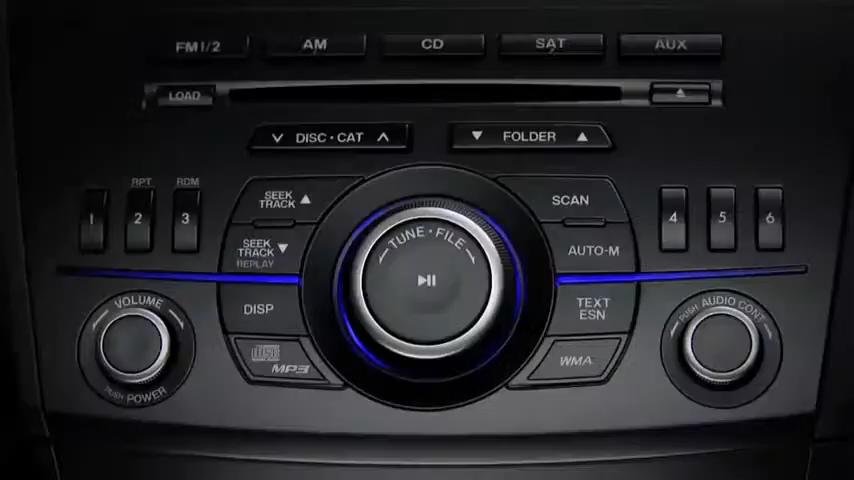 FM1/2 AM CD SAT AUX
LOAD
DISC·CAT FOLDER
RPT RDM
1 2 3
SEEK
TRACK
SEEK
TRACK
REPLAY
DISP
MP3
TUNE·FILE
SCAN
AUTO-M
TEXT
ESN
WMA
4 5 6
VOLUME
PUSH POWER
AUDIO CONT
PUSH